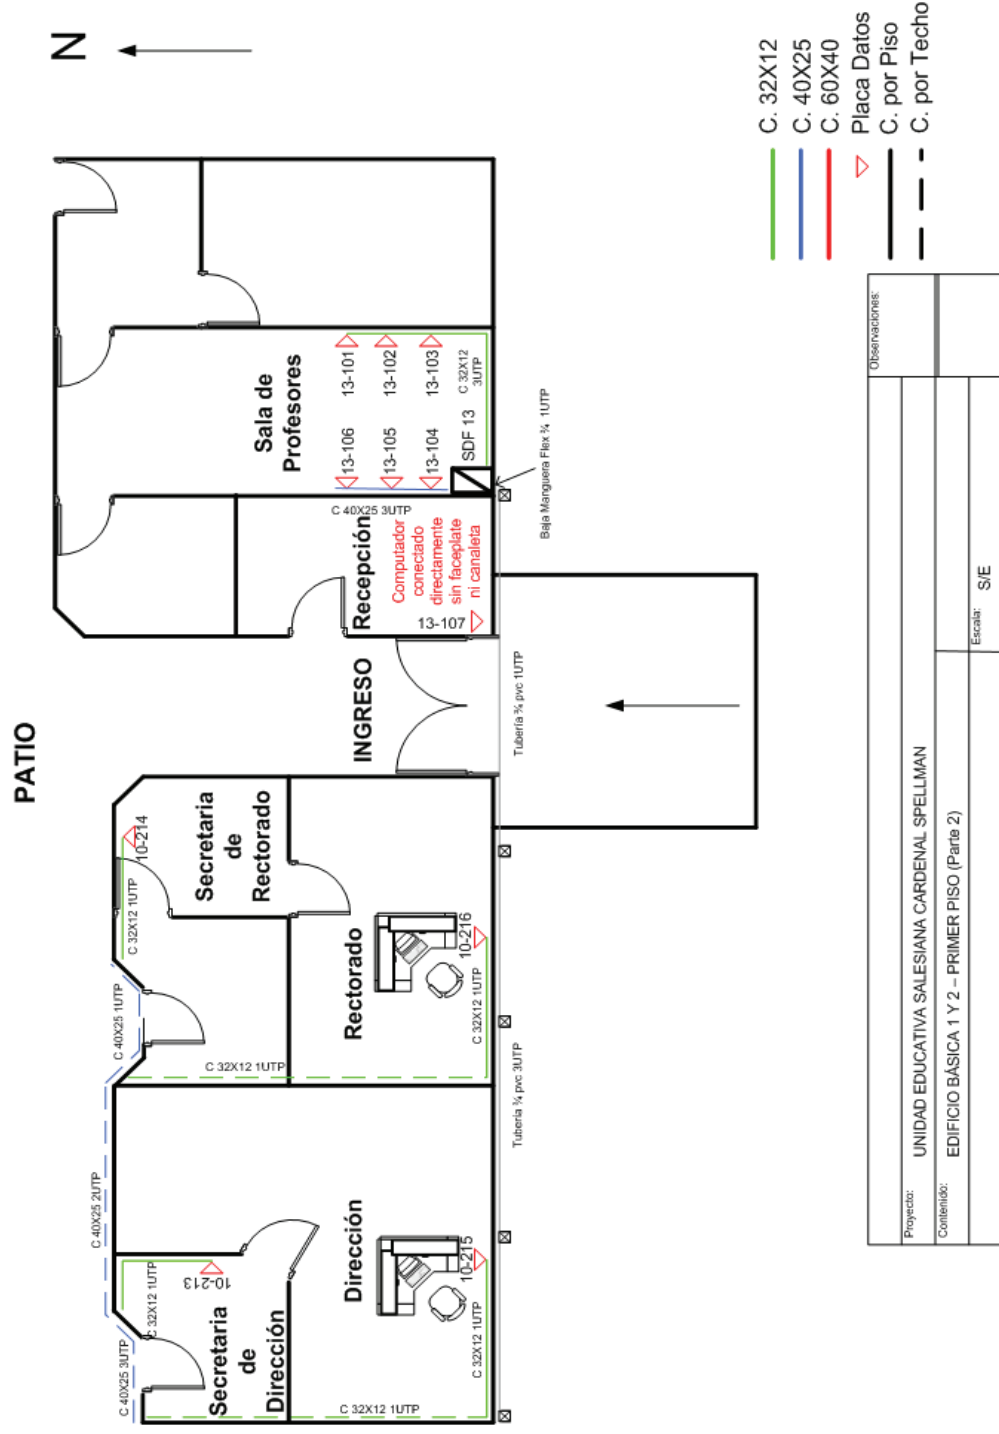 N
PATIO
Secretaria
de
Dirección
10-213
C 40X25 3UTP
C 32X12 1UTP
C 32X12 1UTP
C 40X25 2UTP
Dirección
10-215
C 32X12 1UTP
C 40X25 1UTP
C 32X12 1UTP
C 32X12 1UTP
10-214
Secretaria
de
Rectorado
Rectorado
10-216
C 32X12 1UTP
Tubería ¾ pvc 3UTP
INGRESO
Tubería ¾ pvc 1UTP
Recepción
Computador
conectado
directamente
sin faceplate
ni canaleta
13-107
C 40X25 3UTP
Sala de
Profesores
13-106
13-101
13-105
13-102
13-104
13-103
SDF 13
C 32X12
3UTP
Baja Manguera Flex ¾ 1UTP
C. 32X12
C. 40X25
C. 60X40
Placa Datos
C. por Piso
C. por Techo
Observaciones:
Proyecto:
UNIDAD EDUCATIVA SALESIANA CARDENAL SPELLMAN
Contenido:
EDIFICIO BÁSICA 1 Y 2 – PRIMER PISO (Parte 2)
Escala: S/E